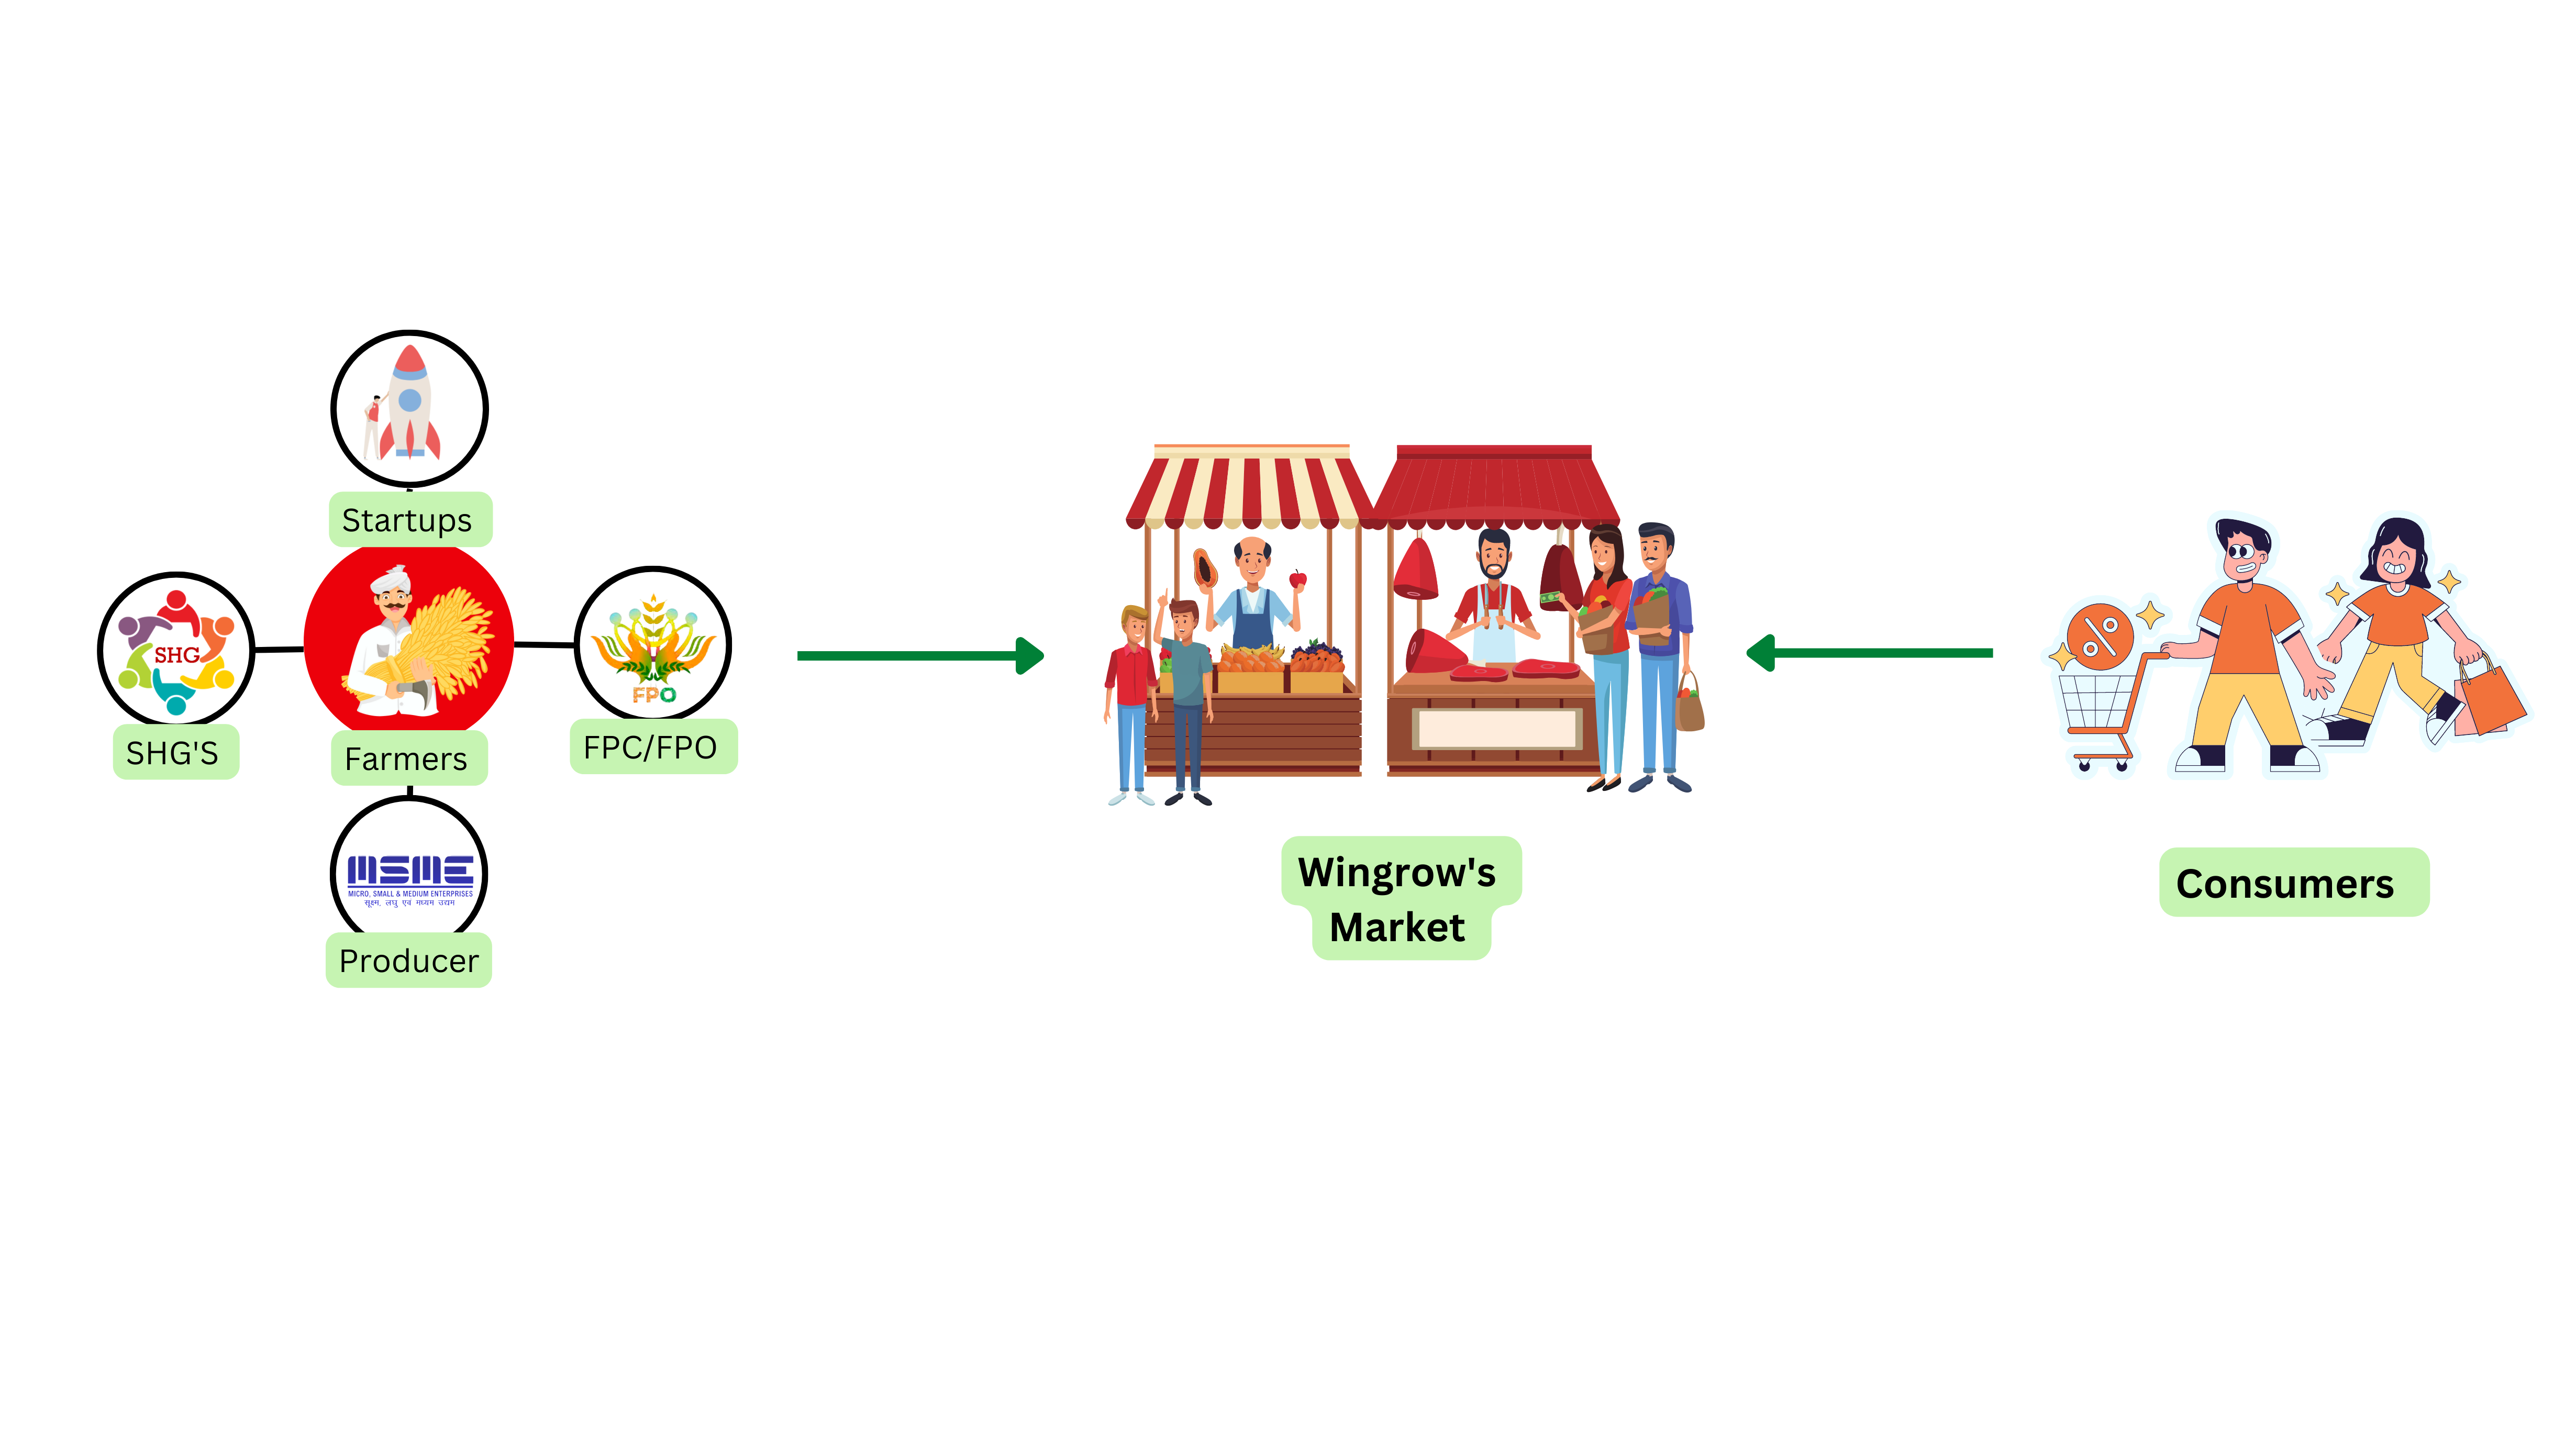 Startups
SHG
SHG'S
Farmers
FPO
FPC/FPO
MSME
MICRO, SMALL & MEDIUM ENTERPRISES
सूक्ष्म, लघु एवं मध्यम उद्यम
Producer
Wingrow's
Market
%
Consumers